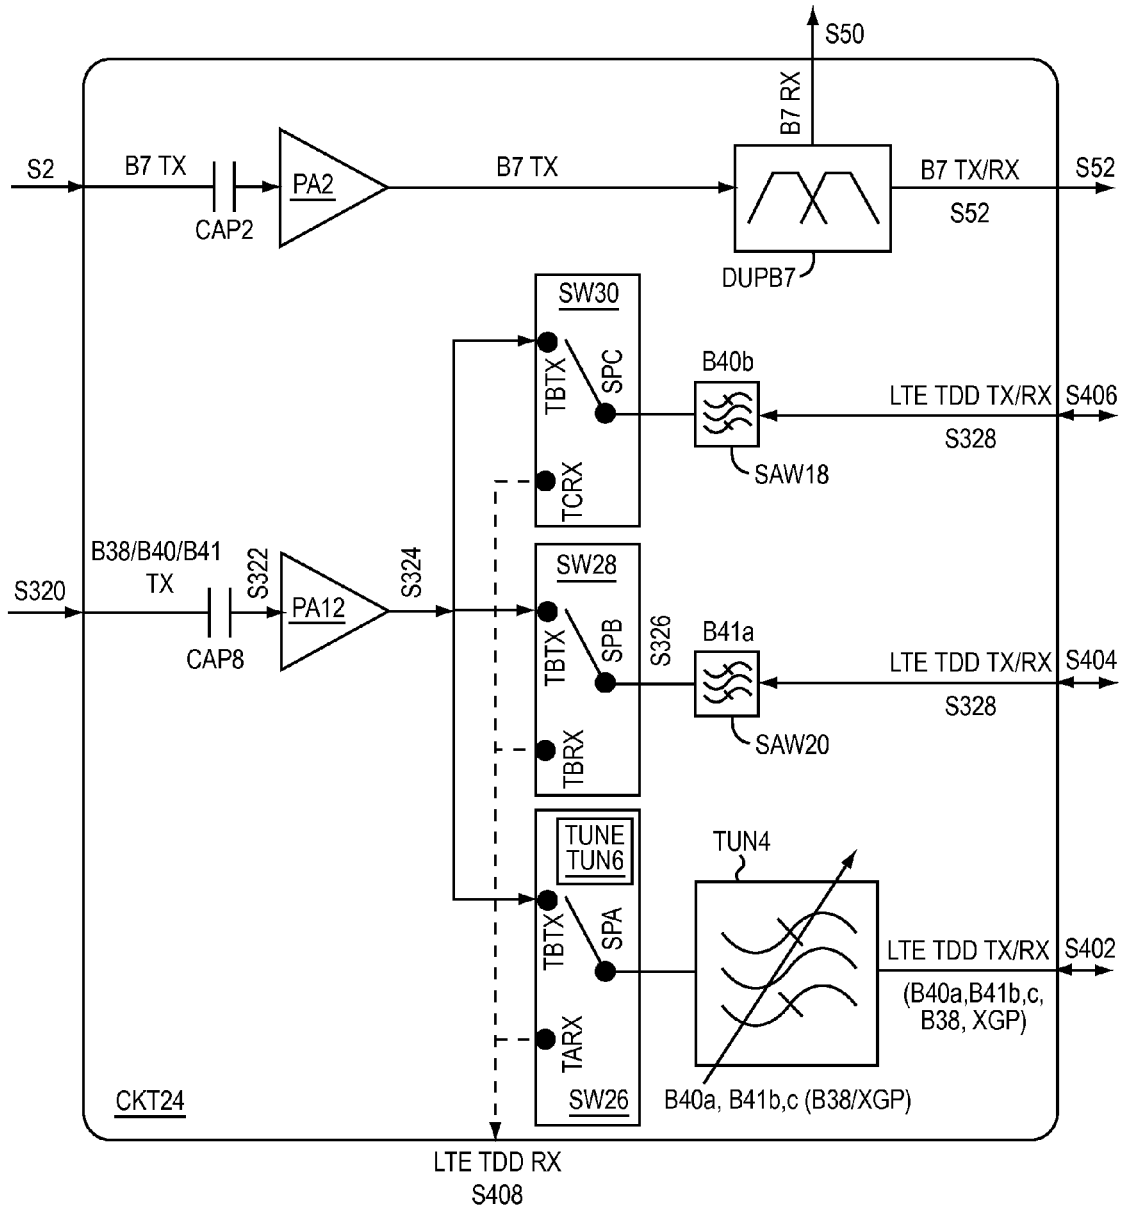 S50
B7 RX
S2
B7 TX
CAP2
PA2
B7 TX
B7 TX/RX
S52
S52
DUPB7
SW30
TBTX
SPC
TCRX
B40b
SAW18
LTE TDD TX/RX
S406
S328
B38/B40/B41
TX
S320
S322
CAP8
PA12
S324
SW28
TBTX
SPB
TBRX
S326
B41a
SAW20
LTE TDD TX/RX
S404
S328
TUNE
TUN6
TBTX
SPA
TARX
SW26
TUN4
LTE TDD TX/RX
S402
(B40a,B41b,c,
B38, XGP)
B40a, B41b,c (B38/XGP)
CKT24
LTE TDD RX
S408